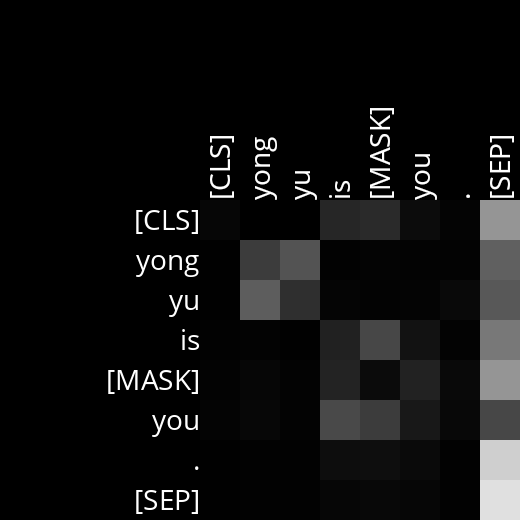 [CLS] yong yu is [MASK] you . [SEP]
[CLS]
yong
yu
is
[MASK]
you
.
[SEP]